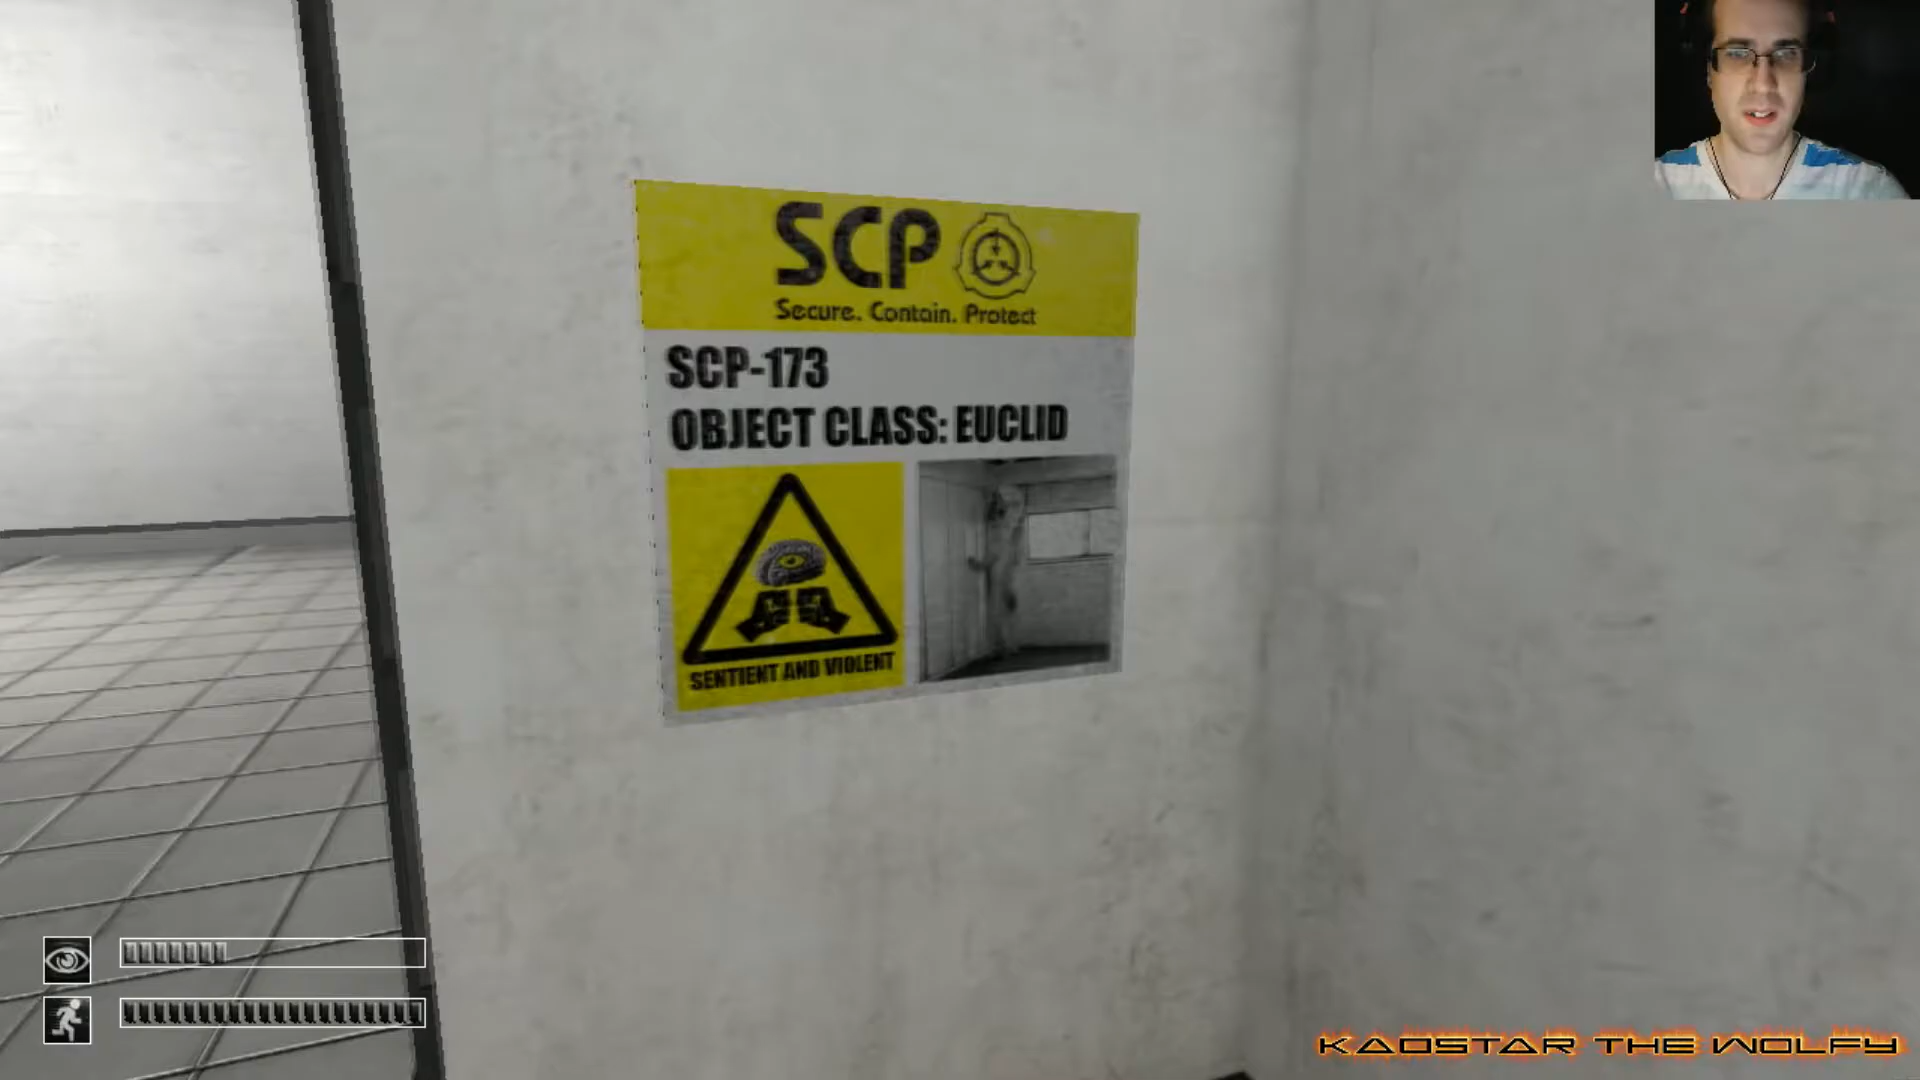 SCP
Secure. Contain. Protect
SCP-173
OBJECT CLASS: EUCLID
SENTIENT AND VIOLENT
KAOSTAR THE WOLFY